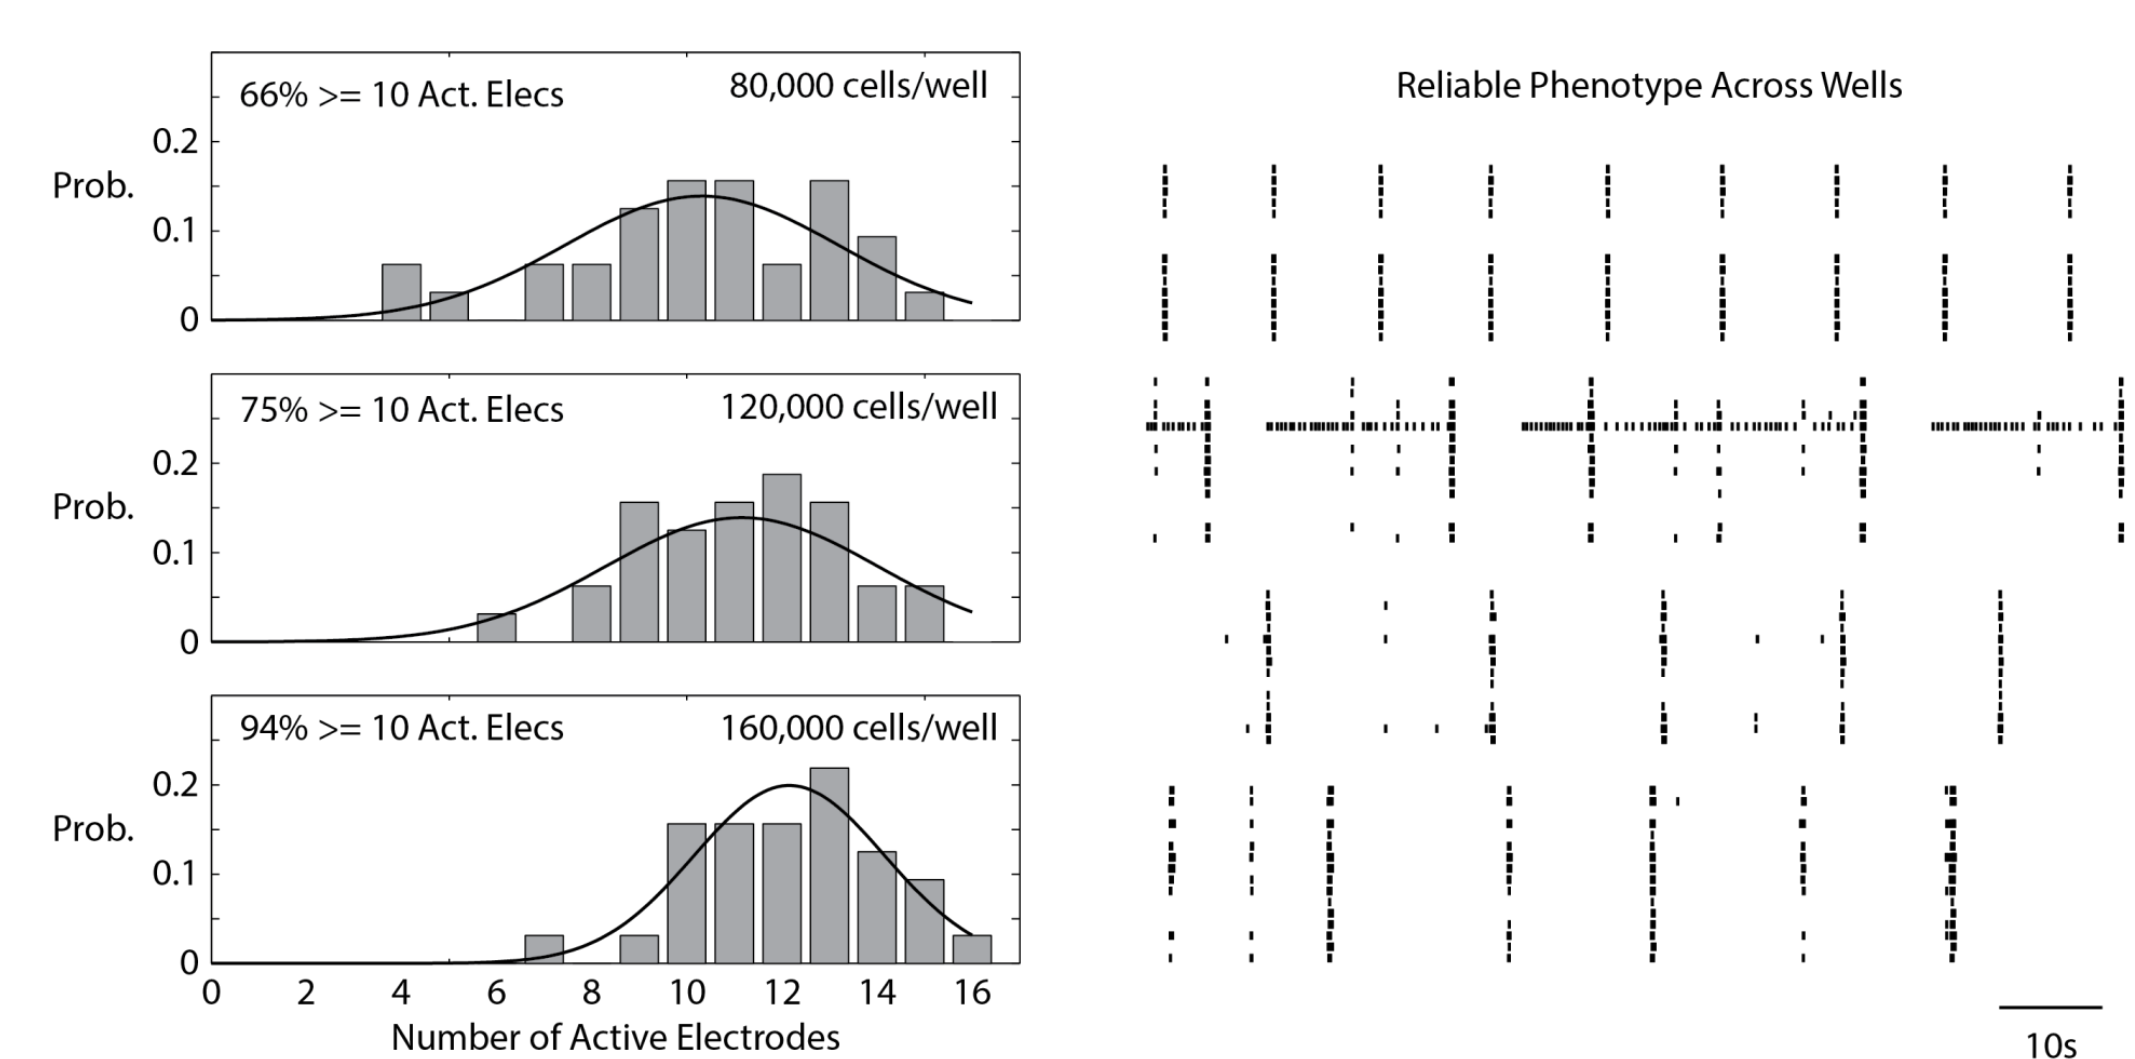 66% >= 10 Act. Elecs
80,000 cells/well
0.2
Prob.
0.1
0
75% >= 10 Act. Elecs
120,000 cells/well
0.2
Prob.
0.1
0
94% >= 10 Act. Elecs
160,000 cells/well
0.2
Prob.
0.1
0
0 2 4 6 8 10 12 14 16
Number of Active Electrodes
Reliable Phenotype Across Wells
10s